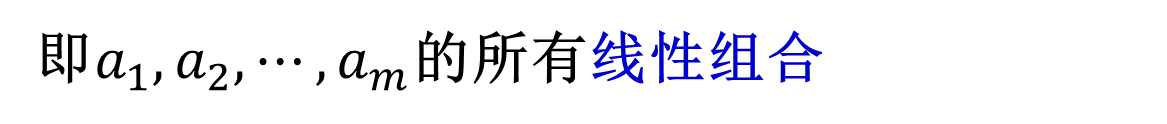 即a₁, a₂, ⋯ , aₘ的所有线性组合